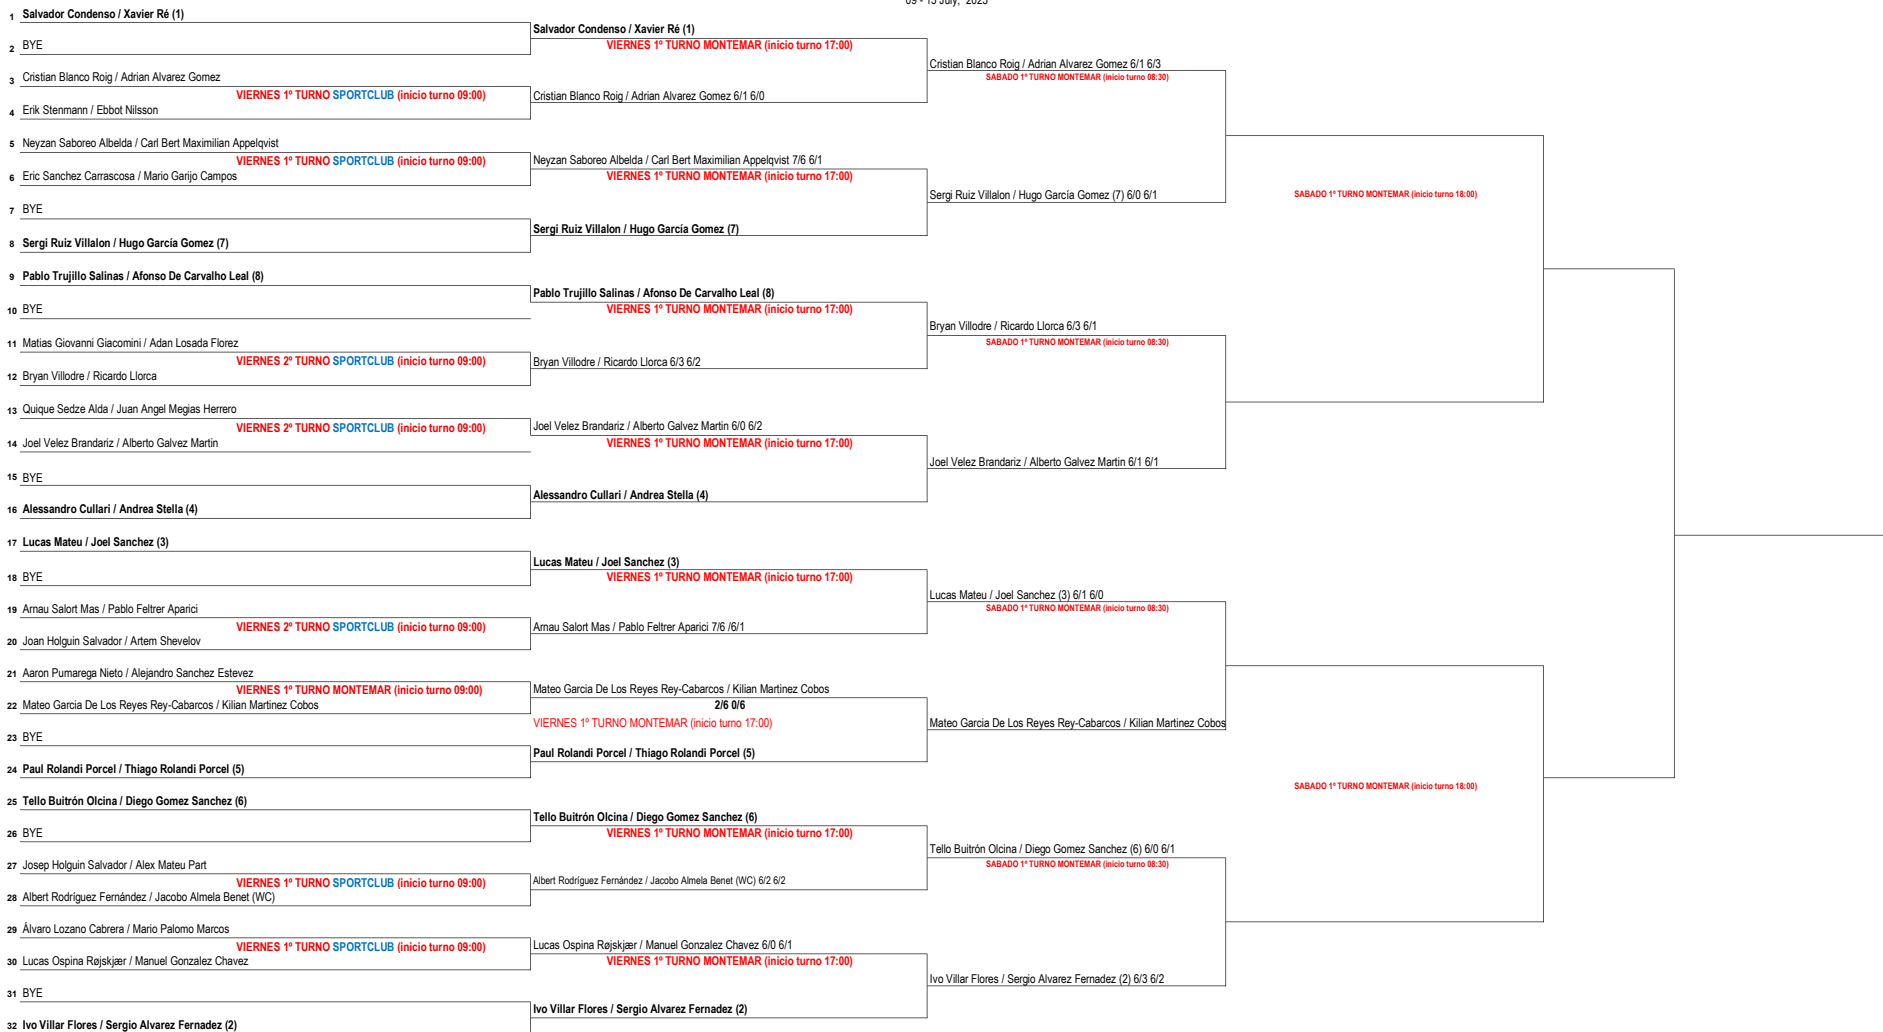 09 - 13 July, 2025
1 Salvador Condenso / Xavier Ré (1)
2 BYE
3 Cristian Blanco Roig / Adrian Alvarez Gomez
VIERNES 1º TURNO SPORTCLUB (inicio turno 09:00)
4 Erik Stenmann / Ebbot Nilsson
5 Neyzan Saboreo Albelda / Carl Bert Maximilian Appelqvist
VIERNES 1º TURNO SPORTCLUB (inicio turno 09:00)
6 Eric Sanchez Carrascosa / Mario Garijo Campos
7 BYE
8 Sergi Ruiz Villalon / Hugo García Gomez (7)
9 Pablo Trujillo Salinas / Afonso De Carvalho Leal (8)
10 BYE
11 Matias Giovanni Giacomini / Adan Losada Florez
VIERNES 2º TURNO SPORTCLUB (inicio turno 09:00)
12 Bryan Villodre / Ricardo Llorca
13 Quique Sedze Alda / Juan Angel Megias Herrero
VIERNES 2º TURNO SPORTCLUB (inicio turno 09:00)
14 Joel Velez Brandariz / Alberto Galvez Martin
15 BYE
16 Alessandro Cullari / Andrea Stella (4)
17 Lucas Mateu / Joel Sanchez (3)
18 BYE
19 Arnau Salort Mas / Pablo Feltrer Aparici
VIERNES 2º TURNO SPORTCLUB (inicio turno 09:00)
20 Joan Holguin Salvador / Artem Shevelov
21 Aaron Pumarega Nieto / Alejandro Sanchez Estevez
VIERNES 1º TURNO MONTEMAR (inicio turno 09:00)
22 Mateo Garcia De Los Reyes Rey-Cabarcos / Kilian Martinez Cobos
23 BYE
24 Paul Rolandi Porcel / Thiago Rolandi Porcel (5)
25 Tello Buitrón Olcina / Diego Gomez Sanchez (6)
26 BYE
27 Josep Holguin Salvador / Alex Mateu Part
VIERNES 1º TURNO SPORTCLUB (inicio turno 09:00)
28 Albert Rodríguez Fernández / Jacobo Almela Benet (WC)
29 Álvaro Lozano Cabrera / Mario Palomo Marcos
VIERNES 1º TURNO SPORTCLUB (inicio turno 09:00)
30 Lucas Ospina Røjskjær / Manuel Gonzalez Chavez
31 BYE
32 Ivo Villar Flores / Sergio Alvarez Fernadez (2)
Salvador Condenso / Xavier Ré (1)
VIERNES 1º TURNO MONTEMAR (inicio turno 17:00)
Cristian Blanco Roig / Adrian Alvarez Gomez 6/1 6/0
Neyzan Saboreo Albelda / Carl Bert Maximilian Appelqvist 7/6 6/1
VIERNES 1º TURNO MONTEMAR (inicio turno 17:00)
Sergi Ruiz Villalon / Hugo García Gomez (7)
Pablo Trujillo Salinas / Afonso De Carvalho Leal (8)
VIERNES 1º TURNO MONTEMAR (inicio turno 17:00)
Bryan Villodre / Ricardo Llorca 6/3 6/2
Joel Velez Brandariz / Alberto Galvez Martin 6/0 6/2
VIERNES 1º TURNO MONTEMAR (inicio turno 17:00)
Alessandro Cullari / Andrea Stella (4)
Lucas Mateu / Joel Sanchez (3)
VIERNES 1º TURNO MONTEMAR (inicio turno 17:00)
Arnau Salort Mas / Pablo Feltrer Aparici 7/6 /6/1
Mateo Garcia De Los Reyes Rey-Cabarcos / Kilian Martinez Cobos
2/6 0/6
VIERNES 1º TURNO MONTEMAR (inicio turno 17:00)
Paul Rolandi Porcel / Thiago Rolandi Porcel (5)
Tello Buitrón Olcina / Diego Gomez Sanchez (6)
VIERNES 1º TURNO MONTEMAR (inicio turno 17:00)
Albert Rodríguez Fernández / Jacobo Almela Benet (WC) 6/2 6/2
Lucas Ospina Røjskjær / Manuel Gonzalez Chavez 6/0 6/1
VIERNES 1º TURNO MONTEMAR (inicio turno 17:00)
Ivo Villar Flores / Sergio Alvarez Fernadez (2)
Cristian Blanco Roig / Adrian Alvarez Gomez 6/1 6/3
SABADO 1º TURNO MONTEMAR (inicio turno 08:30)
Sergi Ruiz Villalon / Hugo García Gomez (7) 6/0 6/1
Bryan Villodre / Ricardo Llorca 6/3 6/1
SABADO 1º TURNO MONTEMAR (inicio turno 08:30)
Joel Velez Brandariz / Alberto Galvez Martin 6/1 6/1
Lucas Mateu / Joel Sanchez (3) 6/1 6/0
SABADO 1º TURNO MONTEMAR (inicio turno 08:30)
Mateo Garcia De Los Reyes Rey-Cabarcos / Kilian Martinez Cobos
Tello Buitrón Olcina / Diego Gomez Sanchez (6) 6/0 6/1
SABADO 1º TURNO MONTEMAR (inicio turno 08:30)
Ivo Villar Flores / Sergio Alvarez Fernadez (2) 6/3 6/2
SABADO 1º TURNO MONTEMAR (inicio turno 18:00)
SABADO 1º TURNO MONTEMAR (inicio turno 18:00)